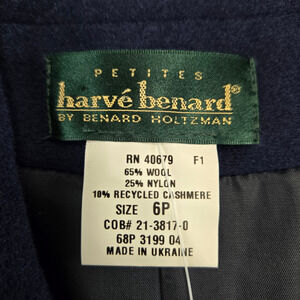 PETITES
harvé benard®
BY BENARD HOLTZMAN
RN 40679 F1
65% WOOL
25% NYLON
10% RECYCLED CASHMERE
SIZE 6P
COB# 21-3817-0
68P 3199 04
MADE IN UKRAINE